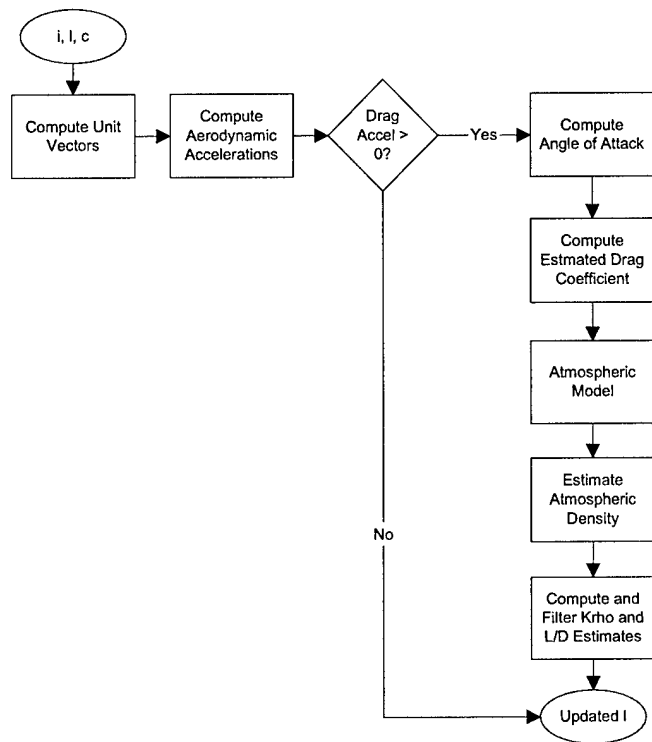 i, l, c
Compute Unit
Vectors
Compute
Aerodynamic
Accelerations
Drag
Accel >
0?
Yes
Compute
Angle of Attack
Compute
Estmated Drag
Coefficient
Atmospheric
Model
Estimate
Atmospheric
Density
No
Compute and
Filter Krho and
L/D Estimates
Updated l